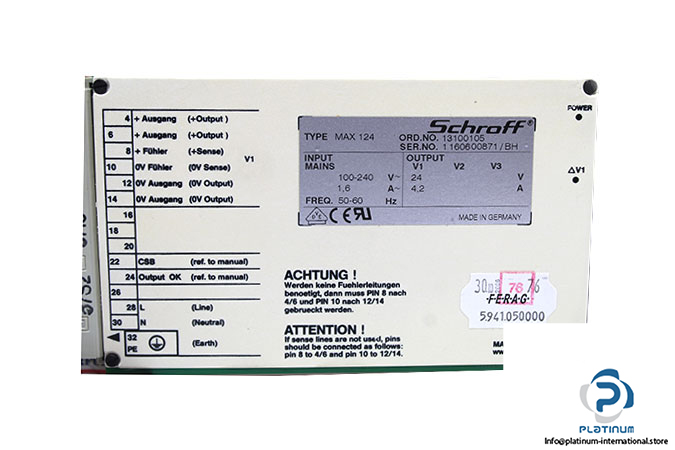 4 + Ausgang (+Output)
6 + Ausgang (+Output)
8 + Fühler (+Sense)
10 0V Fühler (0V Sense) V1
12 0V Ausgang (0V Output)
14 0V Ausgang (0V Output)
16
18
20
22 CSB (ref. to manual)
24 Output OK (ref. to manual)
26
28 L (Line)
30 N (Neutral)
32 PE (Earth)
Schroff®
TYPE MAX 124 ORD.NO. 13100105
SER.NO. 1160600871/BH
INPUT OUTPUT
MAINS V1 V2 V3
100-240 V~ 24 V
1,6 A~ 4,2 A
FREQ. 50-60 Hz
MADE IN GERMANY
POWER
ΔV1
ACHTUNG !
Werden keine Fuehlerleitungen
benoetigt, dann muss PIN 8 nach
4/6 und PIN 10 nach 12/14
gebrueckt werden.
ATTENTION !
If sense lines are not used, pins
should be connected as follows:
pin 8 to 4/6 and pin 10 to 12/14.
76 76
FERAG
5.941.050000
MA
ww
PLATINUM
Info@platinum-international.store